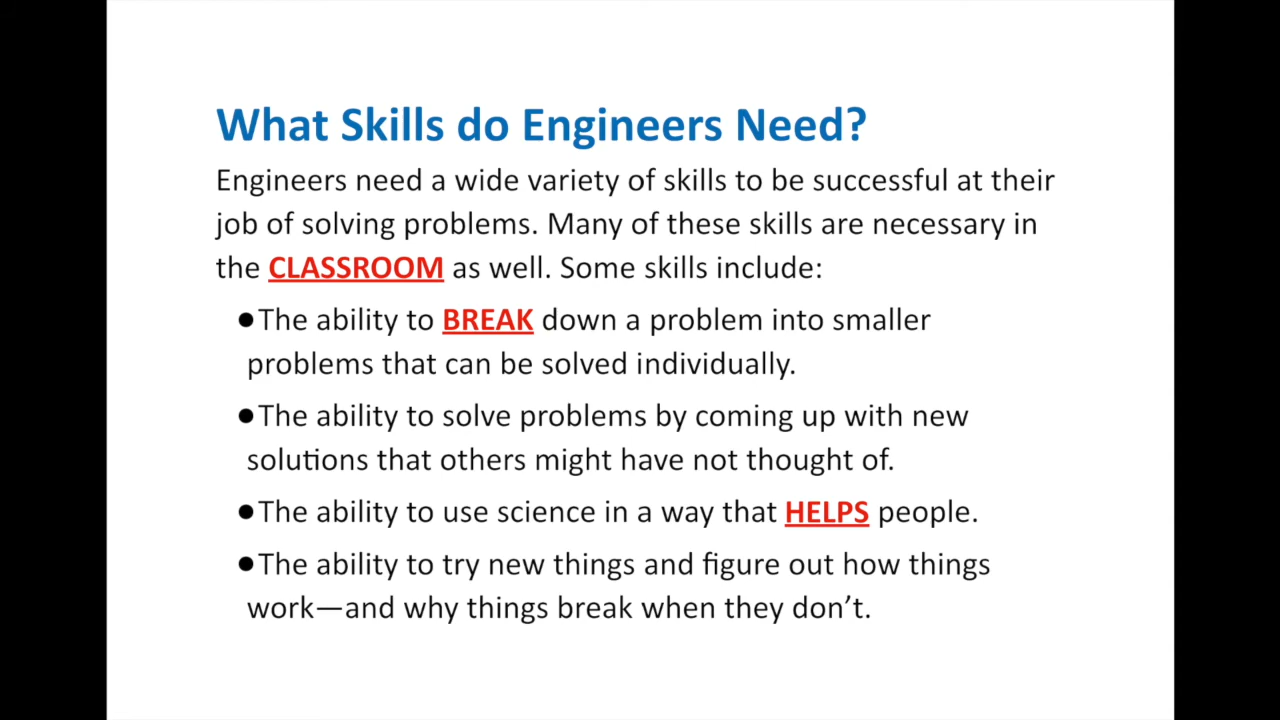 What Skills do Engineers Need?
Engineers need a wide variety of skills to be successful at their
job of solving problems. Many of these skills are necessary in
the CLASSROOM as well. Some skills include:
●The ability to BREAK down a problem into smaller
problems that can be solved individually.
●The ability to solve problems by coming up with new
solutions that others might have not thought of.
●The ability to use science in a way that HELPS people.
●The ability to try new things and figure out how things
work—and why things break when they don’t.